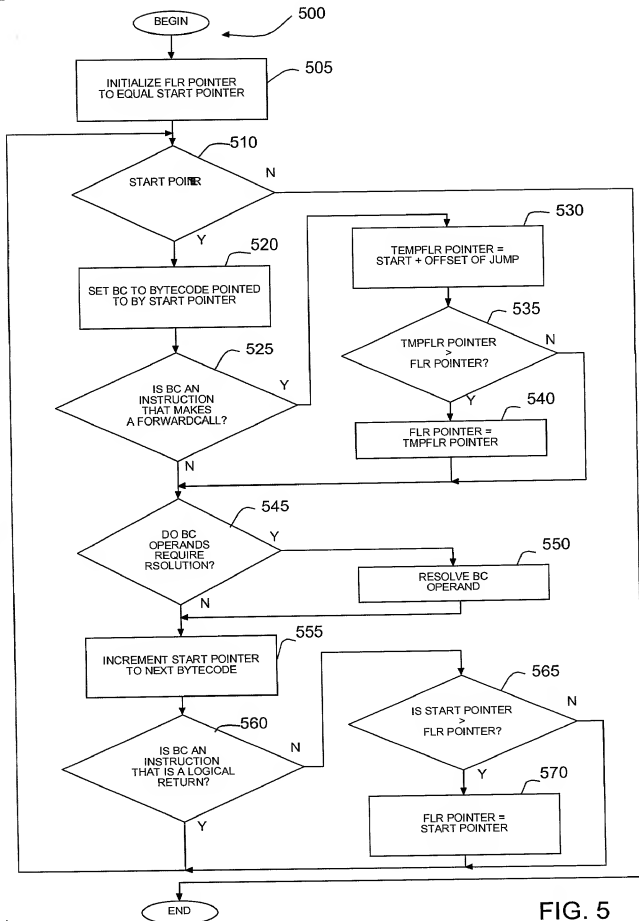 BEGIN
500
INITIALIZE FLR POINTER
TO EQUAL START POINTER
505
510
START
N
Y
520
SET BC TO BYTECODE POINTED
TO BY START POINTER
525
IS BC AN
INSTRUCTION
THAT MAKES
A FORWARDCALL?
Y
N
530
TEMPFLR POINTER =
START + OFFSET OF JUMP
535
TMPFLR POINTER
>
FLR POINTER?
N
Y
540
FLR POINTER =
TMPFLR POINTER
545
DO BC
OPERANDS
REQUIRE
RSOLUTION?
Y
N
550
RESOLVE BC
OPERAND
555
INCREMENT START POINTER
TO NEXT BYTECODE
560
IS BC AN
INSTRUCTION
THAT IS A LOGICAL
RETURN?
N
Y
565
IS START POINTER
>
FLR POINTER?
N
Y
570
FLR POINTER =
START POINTER
END
FIG. 5